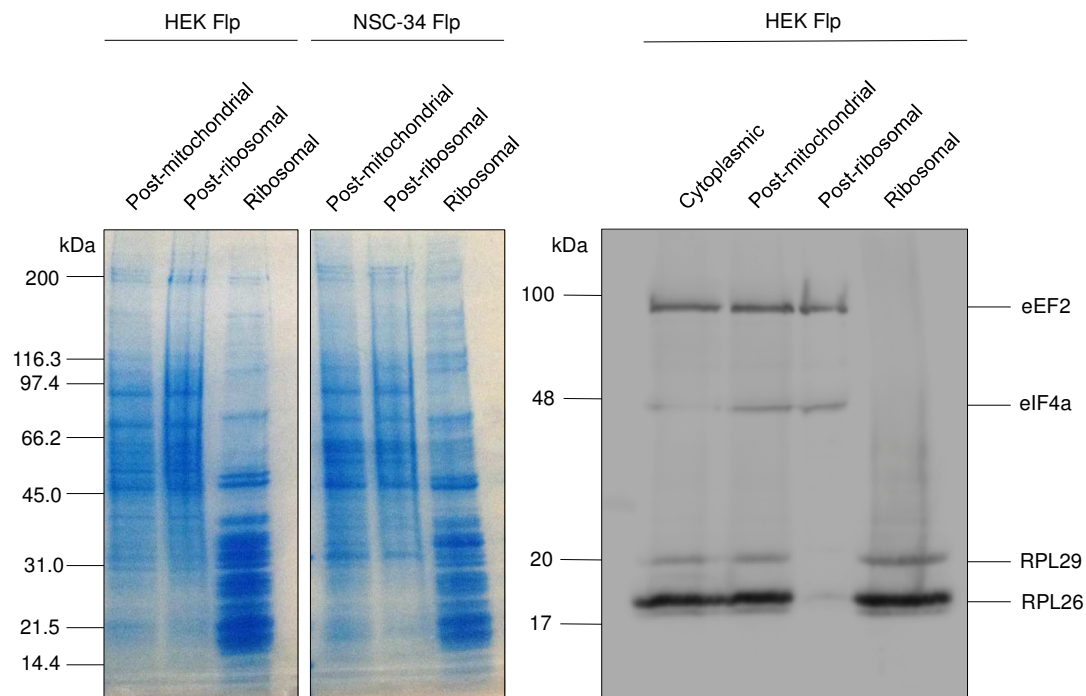 HEK Flp
NSC-34 Flp
HEK Flp
Post-mitochondrial
Post-ribosomal
Ribosomal
Post-mitochondrial
Post-ribosomal
Ribosomal
Cytoplasmic
Post-mitochondrial
Post-ribosomal
Ribosomal
kDa
200
116.3
97.4
66.2
45.0
31.0
21.5
14.4
kDa
100
48
20
17
eEF2
eIF4a
RPL29
RPL26